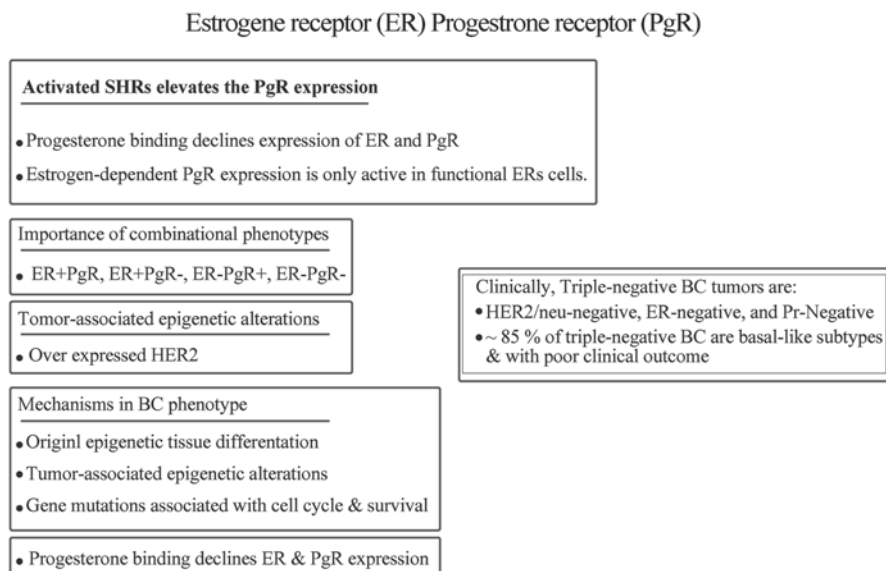 Estrogene receptor (ER) Progestrone receptor (PgR)
Activated SHRs elevates the PgR expression
• Progesterone binding declines expression of ER and PgR
• Estrogen-dependent PgR expression is only active in functional ERs cells.
Importance of combinational phenotypes
• ER+PgR, ER+PgR-, ER-PgR+, ER-PgR-
Tomor-associated epigenetic alterations
• Over expressed HER2
Mechanisms in BC phenotype
• Originl epigenetic tissue differentation
• Tumor-associated epigenetic alterations
• Gene mutations associated with cell cycle & survival
• Progesterone binding declines ER & PgR expression
Clinically, Triple-negative BC tumors are:
• HER2/neu-negative, ER-negative, and Pr-Negative
• ~ 85 % of triple-negative BC are basal-like subtypes
& with poor clinical outcome